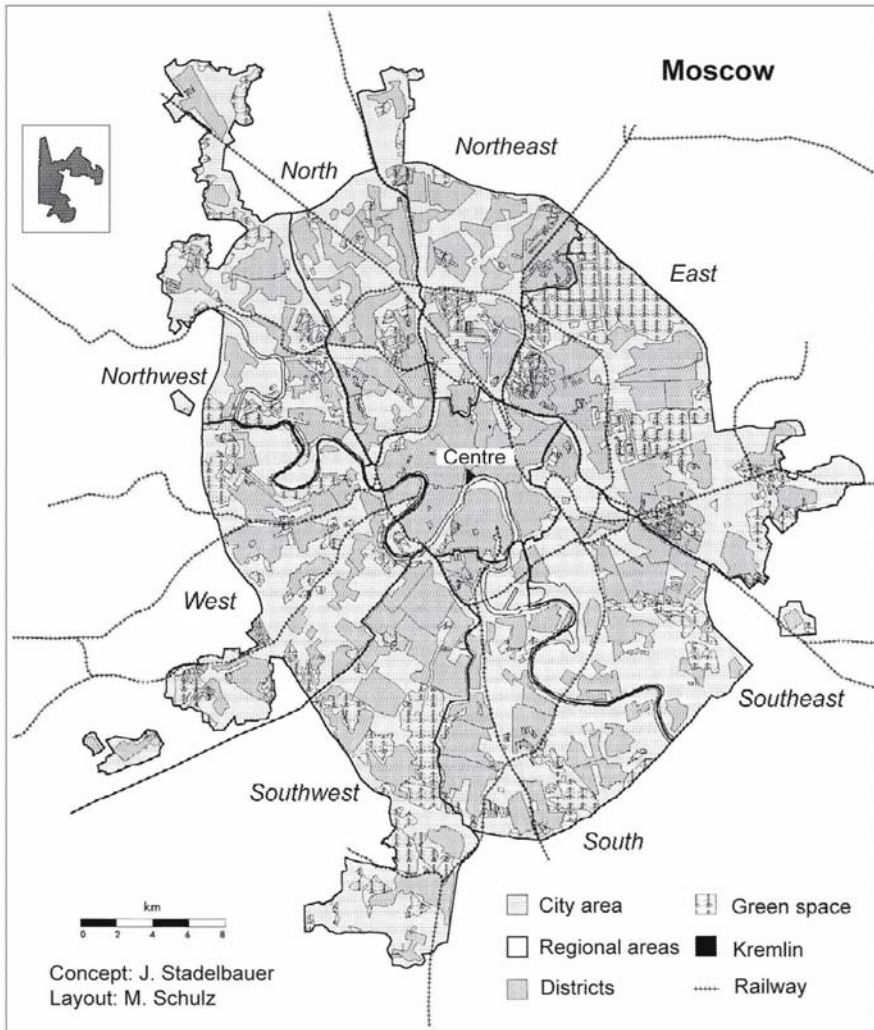 Moscow
North
Northeast
East
Northwest
Centre
West
Southeast
Southwest
South
km
0 2 4 6 8
Concept: J. Stadelbauer
Layout: M. Schulz
City area
Green space
Regional areas
Kremlin
Districts
Railway